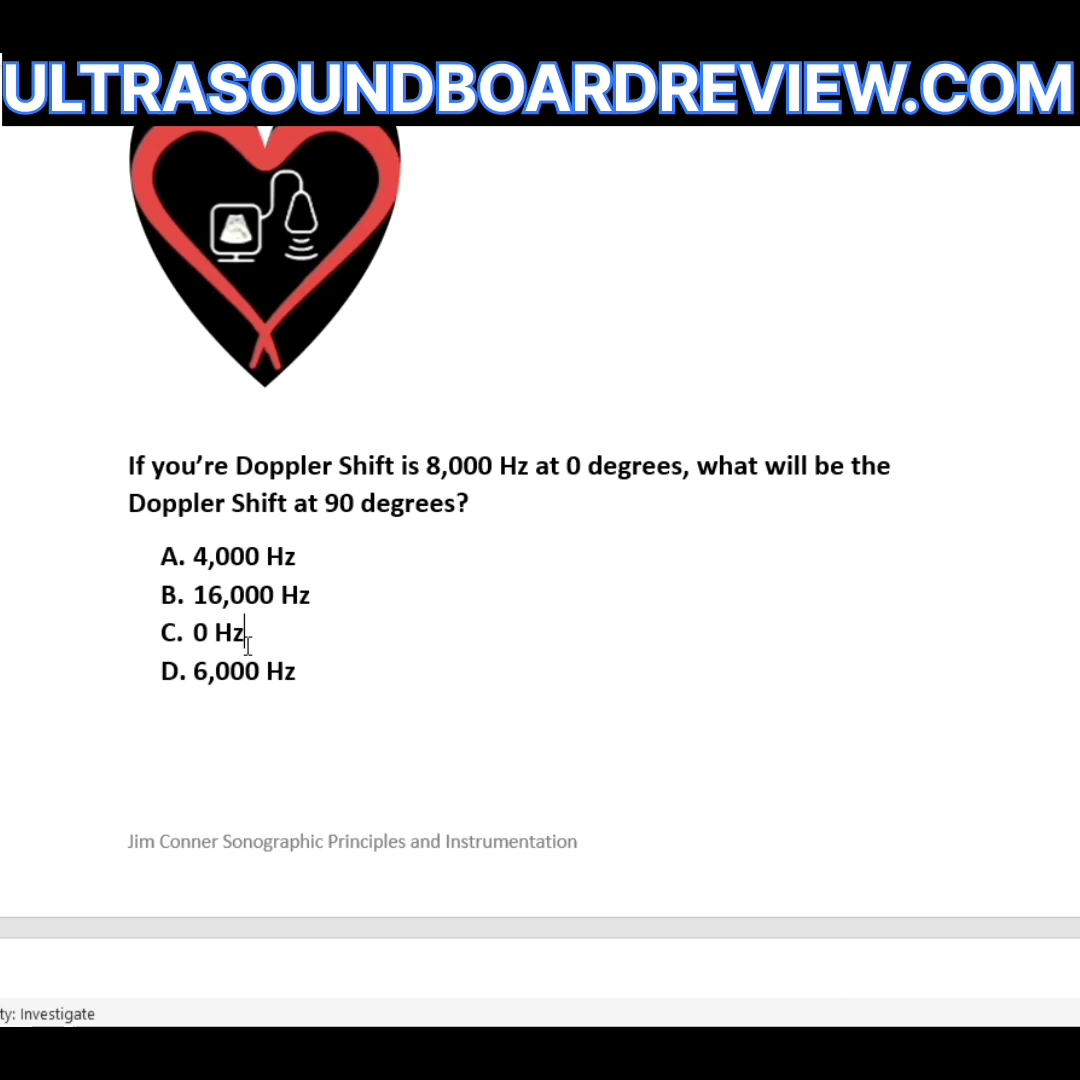 ULTRASOUNDBOARDREVIEW.COM
If you’re Doppler Shift is 8,000 Hz at 0 degrees, what will be the
Doppler Shift at 90 degrees?
A. 4,000 Hz
B. 16,000 Hz
C. 0 Hz
D. 6,000 Hz
Jim Conner Sonographic Principles and Instrumentation
ty: Investigate